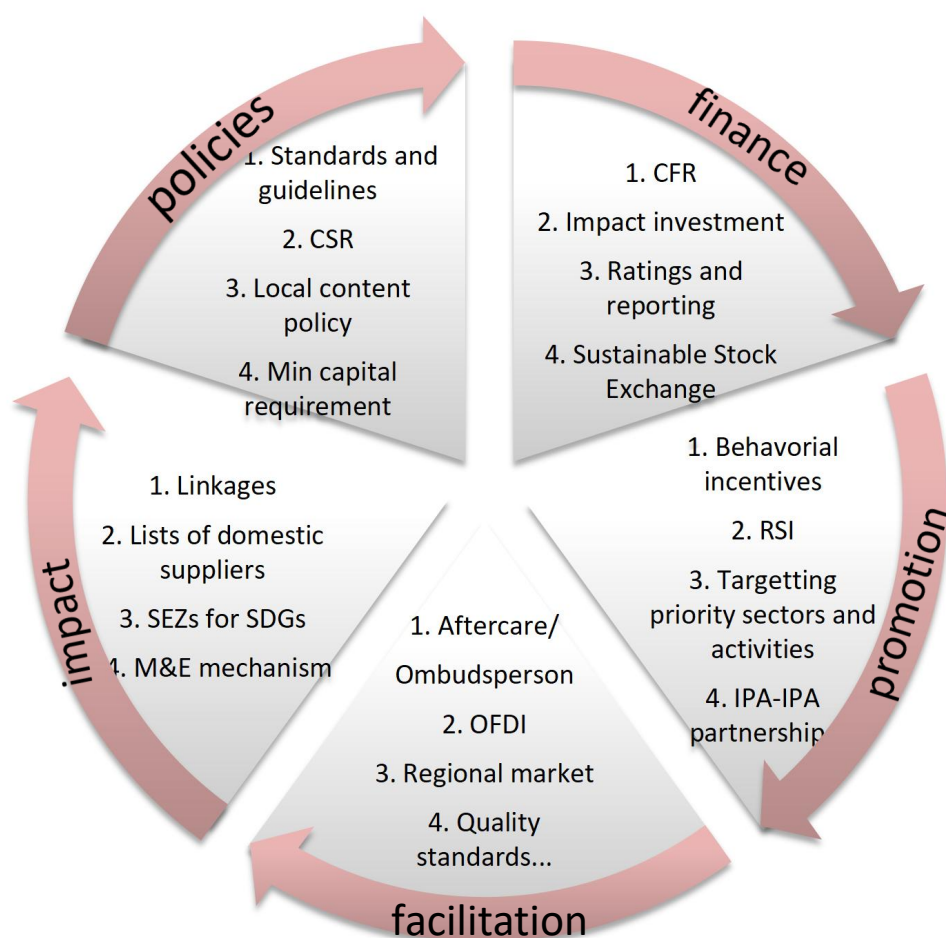 policies
1. Standards and
guidelines
2. CSR
3. Local content
policy
4. Min capital
requirement
finance
1. CFR
2. Impact investment
3. Ratings and
reporting
4. Sustainable Stock
Exchange
promotion
1. Behavorial
incentives
2. RSI
3. Targetting
priority sectors and
activities
4. IPA-IPA
partnership
facilitation
1. Aftercare/
Ombudsperson
2. OFDI
3. Regional market
4. Quality
standards...
impact
1. Linkages
2. Lists of domestic
suppliers
3. SEZs for SDGs
4. M&E mechanism